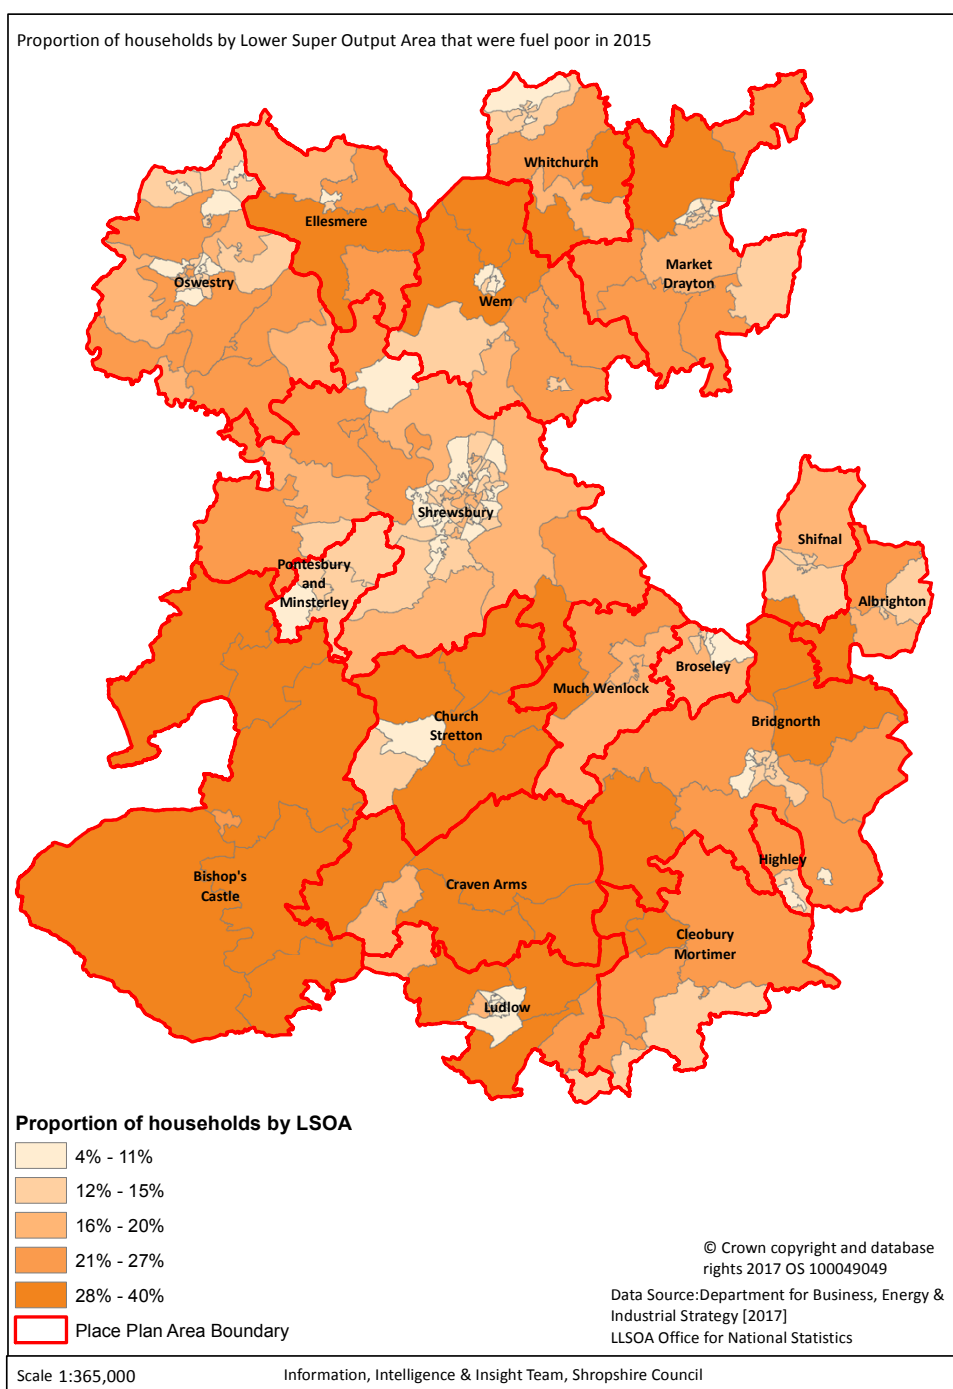 Proportion of households by Lower Super Output Area that were fuel poor in 2015
Whitchurch
Ellesmere
Market
Drayton
Oswestry
Wem
Shrewsbury
Shifnal
Pontesbury
and
Minsterley
Albrighton
Broseley
Much Wenlock
Church
Stretton
Bridgnorth
Highley
Bishop's
Castle
Craven Arms
Cleobury
Mortimer
Ludlow
Proportion of households by LSOA
4% - 11%
12% - 15%
16% - 20%
21% - 27%
28% - 40%
Place Plan Area Boundary
© Crown copyright and database
rights 2017 OS 100049049
Data Source:Department for Business, Energy &
Industrial Strategy [2017]
LLSOA Office for National Statistics
Scale 1:365,000
Information, Intelligence & Insight Team, Shropshire Council